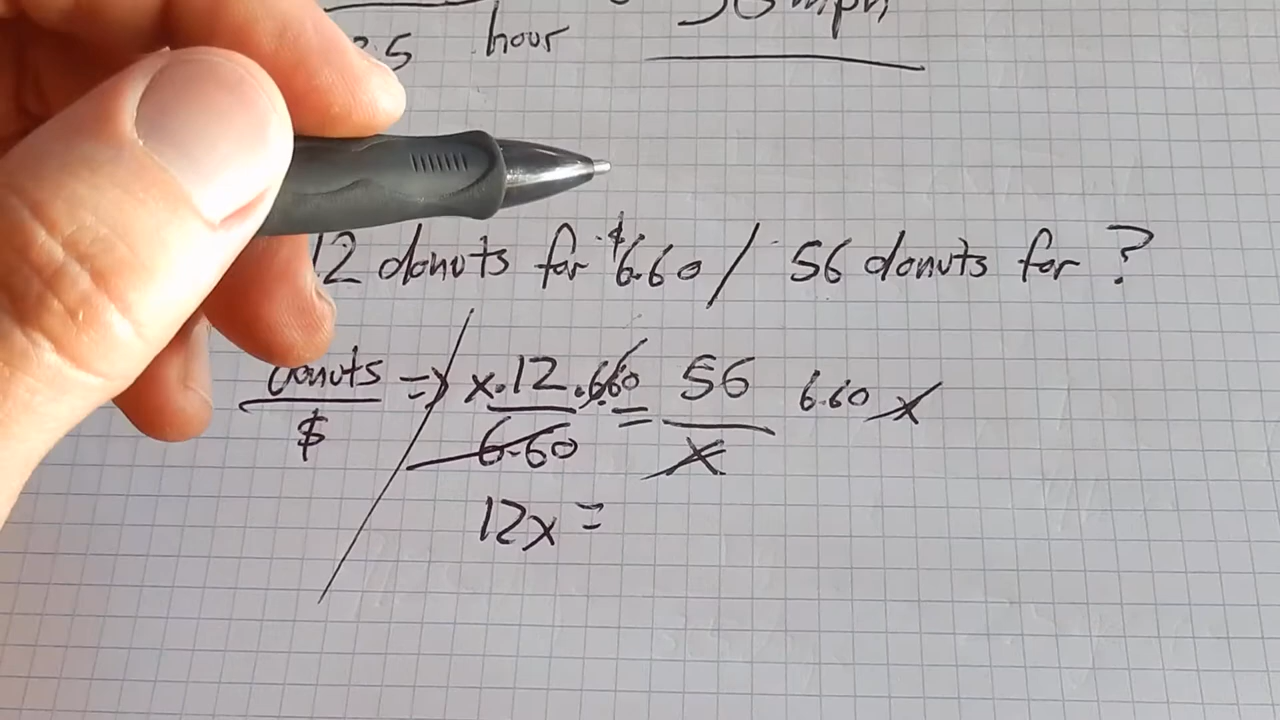 hour
12 donuts for $6.60 / 56 donuts for ?
donuts / $ => x · 12 · 6.60 / 6.60 = 56 / x 6.60 x
12x =